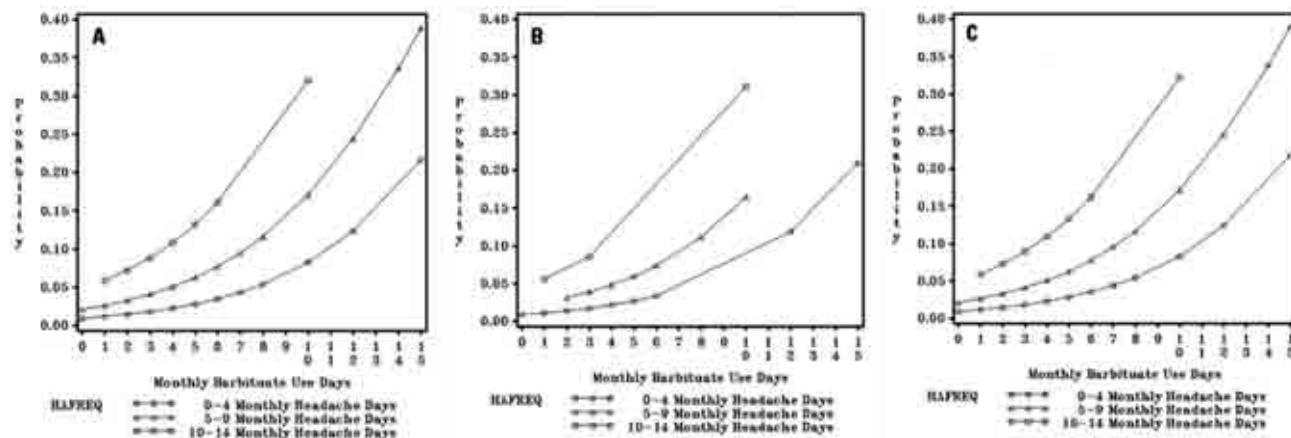 A
B
C
Probability
0.40
0.35
0.30
0.25
0.20
0.15
0.10
0.05
0.00
0 1 2 3 4 5 6 7 8 10 11 12 13 14 15
Monthly Barbituate Use Days
HAFREQ
0-4 Monthly Headache Days
5-9 Monthly Headache Days
10-14 Monthly Headache Days
Probability
0.40
0.35
0.30
0.25
0.20
0.15
0.10
0.05
0.00
0 1 2 3 4 5 6 7 8 10 11 12 13 14 15
Monthly Barbituate Use Days
HAFREQ
0-4 Monthly Headache Days
5-9 Monthly Headache Days
10-14 Monthly Headache Days
Probability
0.40
0.35
0.30
0.25
0.20
0.15
0.10
0.05
0.00
0 1 2 3 4 5 6 7 8 10 11 12 13 14 15
Monthly Barbituate Use Days
HAFREQ
0-4 Monthly Headache Days
5-9 Monthly Headache Days
10-14 Monthly Headache Days